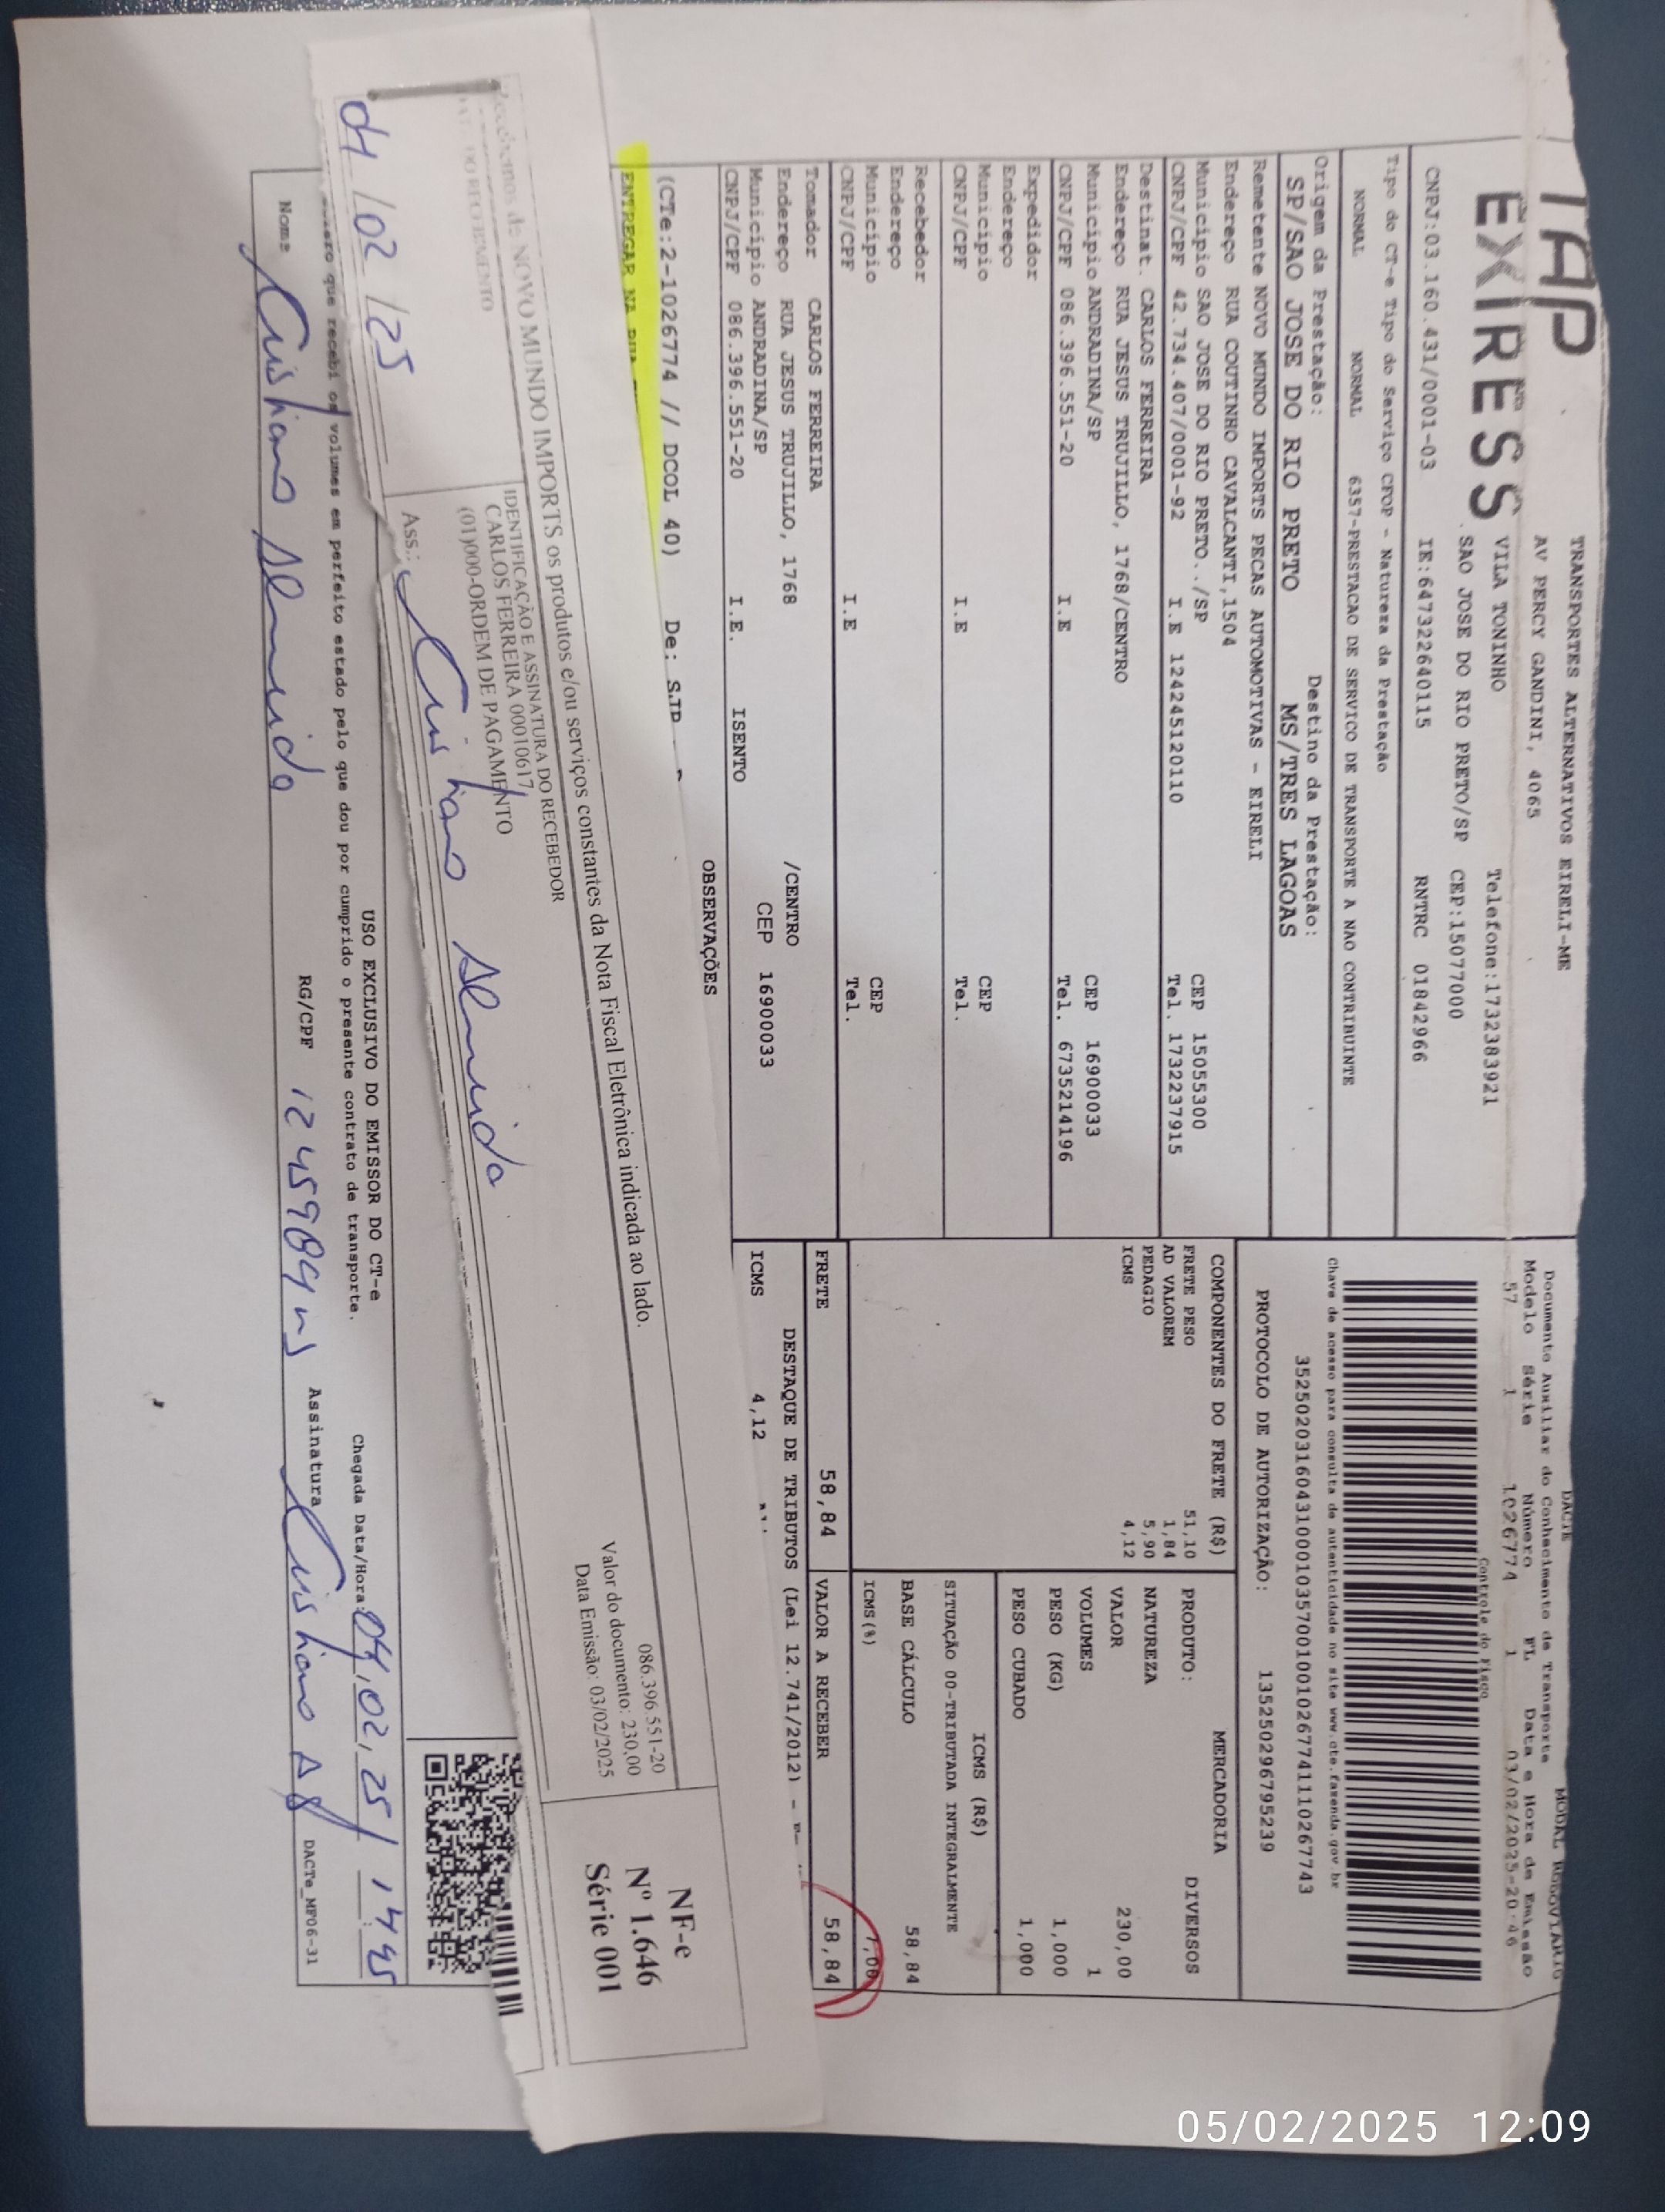 TAP
EXPRESS
TRANSPORTES ALTERNATIVOS EIRELI-ME
AV PERCY GANDINI, 4065
VILA TONINHO Telefone:1732383921
SAO JOSE DO RIO PRETO/SP CEP:15077000
CNPJ:03.160.431/0001-03 IE:647322640115 RNTRC 01842966
Tipo do CT-e Tipo do Serviço CFOP - Natureza da Prestação
NORMAL NORMAL 6357-PRESTACAO DE SERVICO DE TRANSPORTE A NAO CONTRIBUINTE
Origem da Prestação: Destino da Prestação:
SP/SAO JOSE DO RIO PRETO MS/TRES LAGOAS
Remetente NOVO MUNDO IMPORTS PECAS AUTOMOTIVAS - EIRELI
Endereço RUA COUTINHO CAVALCANTI,1504
Município SAO JOSE DO RIO PRETO../SP CEP 15055300
CNPJ/CPF 42.734.407/0001-92 I.E 124245120110 Tel. 1732237915
Destinat. CARLOS FERREIRA
Endereço RUA JESUS TRUJILLO, 1768/CENTRO
Município ANDRADINA/SP CEP 16900033
CNPJ/CPF 086.396.551-20 I.E Tel. 6735214196
Expedidor
Endereço
Município CEP
CNPJ/CPF I.E Tel.
Recebedor
Endereço
Município CEP
CNPJ/CPF I.E Tel.
Tomador CARLOS FERREIRA
Endereço RUA JESUS TRUJILLO, 1768 /CENTRO
Município ANDRADINA/SP CEP 16900033
CNPJ/CPF 086.396.551-20 I.E. ISENTO
OBSERVAÇÕES
(CTe:2-1026774 // DCOL 40) De: SJP
ENTREGAR NA RUA
DACTE MODAL RODOVIARIO
Documento Auxiliar do Conhecimento de Transporte
Modelo Série Número FL Data e Hora de Emissão
57 1 1026774 1 03/02/2025-20:46
Controle do Fisco
Chave de acesso para consulta de autenticidade no site www.cte.fazenda.gov.br
35250203160431000103570010010267741110267743
PROTOCOLO DE AUTORIZAÇÃO: 135250296795239
COMPONENTES DO FRETE (R$)
FRETE PESO 51,10
AD VALOREM 1,84
PEDAGIO 5,90
ICMS 4,12
MERCADORIA
PRODUTO: DIVERSOS
NATUREZA
VALOR 230,00
VOLUMES 1
PESO (KG) 1,000
PESO CUBADO 1,000
ICMS (R$)
SITUAÇÃO 00-TRIBUTADA INTEGRALMENTE
BASE CÁLCULO 58,84
ICMS(%) 7,00
FRETE 58,84 VALOR A RECEBER 58,84
DESTAQUE DE TRIBUTOS (Lei 12.741/2012) -
ICMS 4,12
Recebemos de NOVO MUNDO IMPORTS os produtos e/ou serviços constantes da Nota Fiscal Eletrônica indicada ao lado.
DATA DO RECEBIMENTO
04/02/25
IDENTIFICAÇÃO E ASSINATURA DO RECEBEDOR
CARLOS FERREIRA 00010617
(01)000-ORDEM DE PAGAMENTO
Ass.: Cristiano Almeida
086.396.551-20
Valor do documento: 230,00
Data Emissão: 03/02/2025
NF-e
Nº 1.646
Série 001
USO EXCLUSIVO DO EMISSOR DO CT-e
que recebi os volumes em perfeito estado pelo que dou por cumprido o presente contrato de transporte.
Chegada Data/Hora: 04/02/25 / 14:45
Nome Cristiano Almeida RG/CPF Assinatura Cristiano
DACTe_MF06-31
05/02/2025 12:09